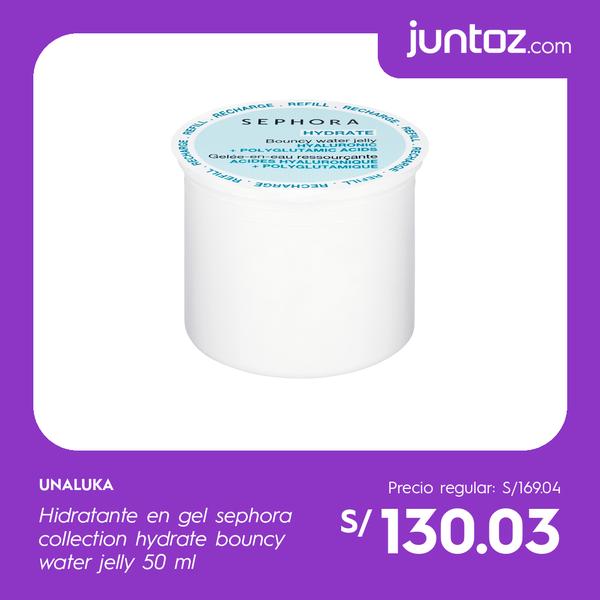 juntoz.com
REFILL . RECHARGE . REFILL . RECHARGE . REFILL . RECHARGE
SEPHORA
HYDRATE
Bouncy water jelly
HYALURONIC
+ POLYGLUTAMIC ACIDS
Gelée-en-eau ressourçante
ACIDES HYALURONIQUE
+ POLYGLUTAMIQUE
UNALUKA
Precio regular: S/169.04
Hidratante en gel sephora
collection hydrate bouncy
water jelly 50 ml
S/130.03